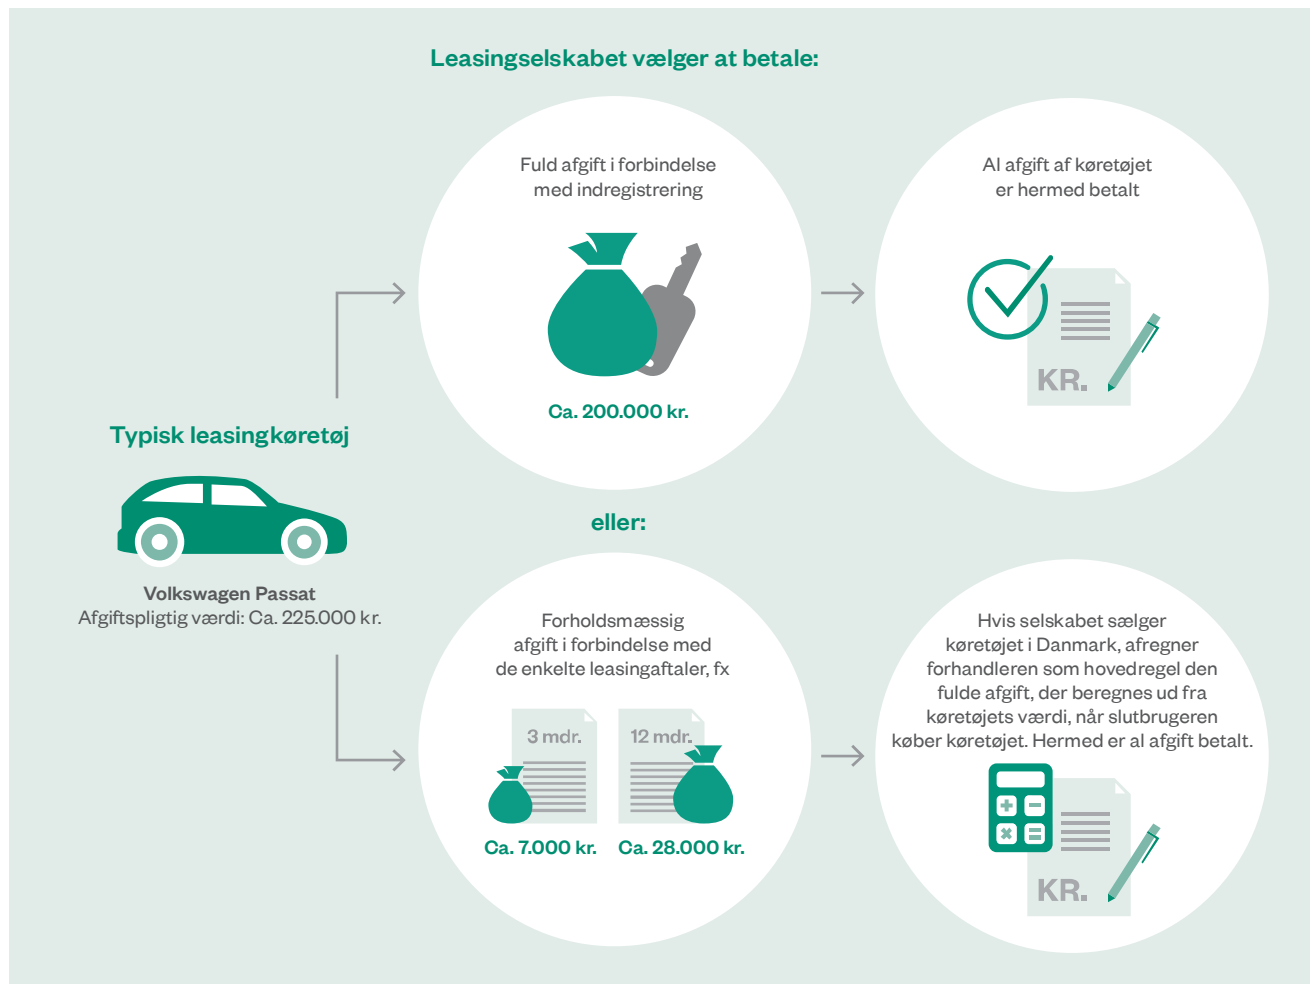 Leasingselskabet vælger at betale:
Fuld afgift i forbindelse
med indregistrering
Ca. 200.000 kr.
Al afgift af køretøjet
er hermed betalt
KR.
Typisk leasingkøretøj
Volkswagen Passat
Afgiftspligtig værdi: Ca. 225.000 kr.
eller:
Forholdsmæssig
afgift i forbindelse med
de enkelte leasingaftaler, fx
3 mdr.
12 mdr.
Ca. 7.000 kr.
Ca. 28.000 kr.
Hvis selskabet sælger
køretøjet i Danmark, afregner
forhandleren som hovedregel den
fulde afgift, der beregnes ud fra
køretøjets værdi, når slutbrugeren
køber køretøjet. Hermed er al afgift betalt.
KR.